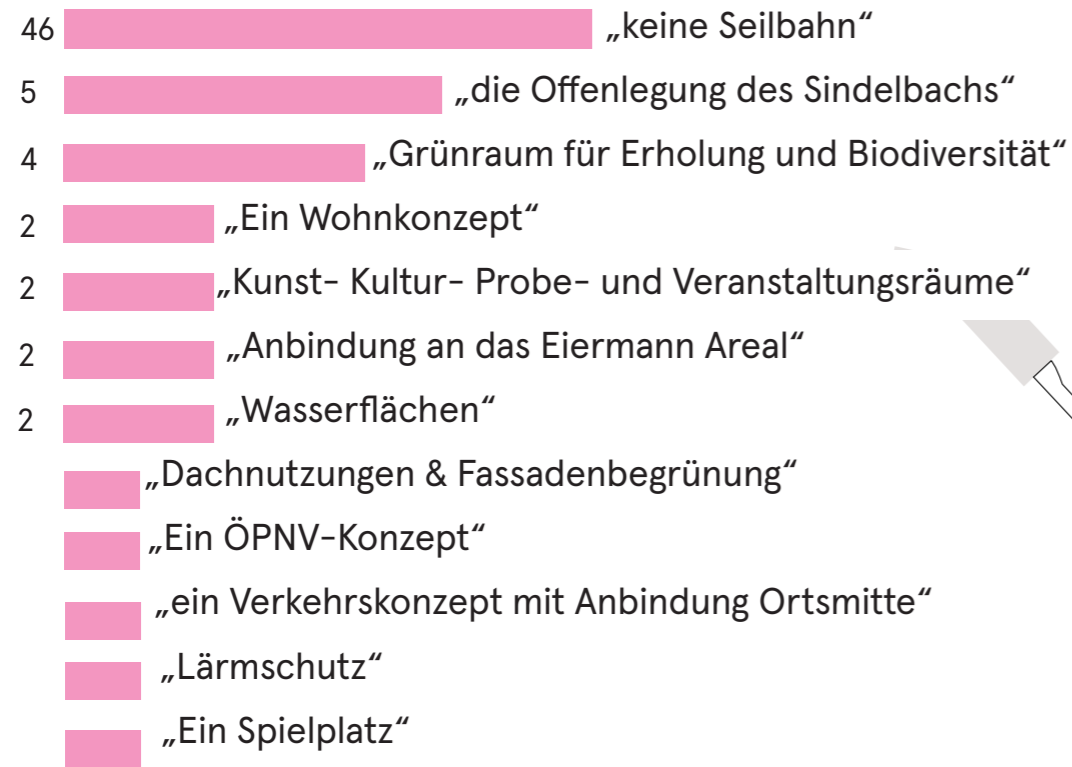 46 „keine Seilbahn“
5 „die Offenlegung des Sindelbachs“
4 „Grünraum für Erholung und Biodiversität“
2 „Ein Wohnkonzept“
2 „Kunst- Kultur- Probe- und Veranstaltungsräume“
2 „Anbindung an das Eiermann Areal“
2 „Wasserflächen“
„Dachnutzungen & Fassadenbegrünung“
„Ein ÖPNV-Konzept“
„ein Verkehrskonzept mit Anbindung Ortsmitte“
„Lärmschutz“
„Ein Spielplatz“